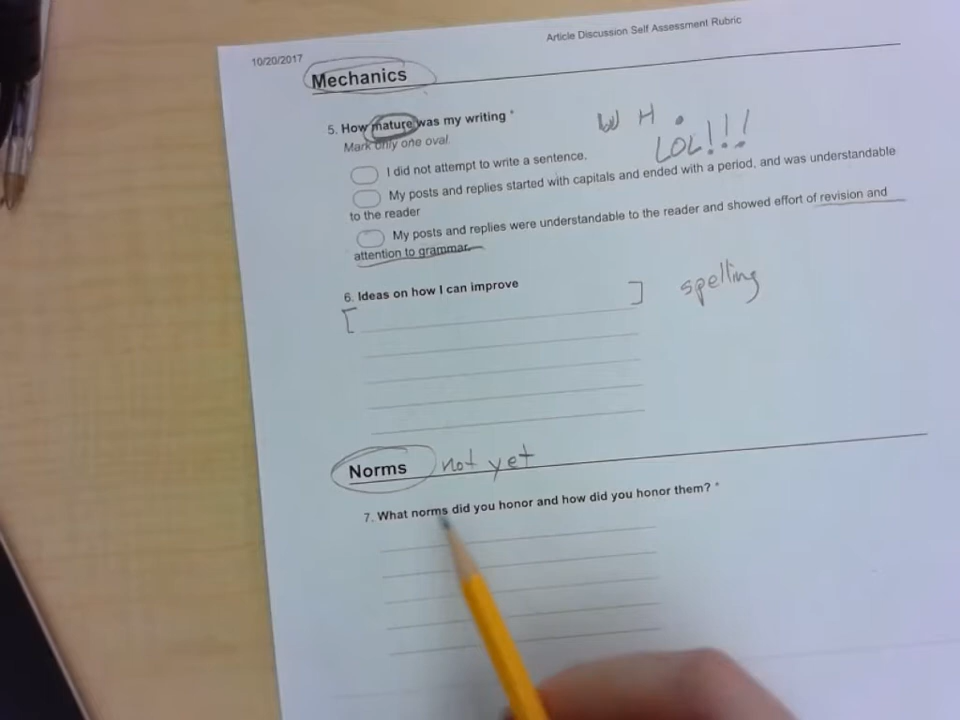 10/20/2017
Article Discussion Self Assessment Rubric
Mechanics
5. How mature was my writing *
Mark only one oval.
W H .
LOL!!!
I did not attempt to write a sentence.
My posts and replies started with capitals and ended with a period, and was understandable
to the reader
My posts and replies were understandable to the reader and showed effort of revision and
attention to grammar.
6. Ideas on how I can improve
spelling
Norms not yet
7. What norms did you honor and how did you honor them? *